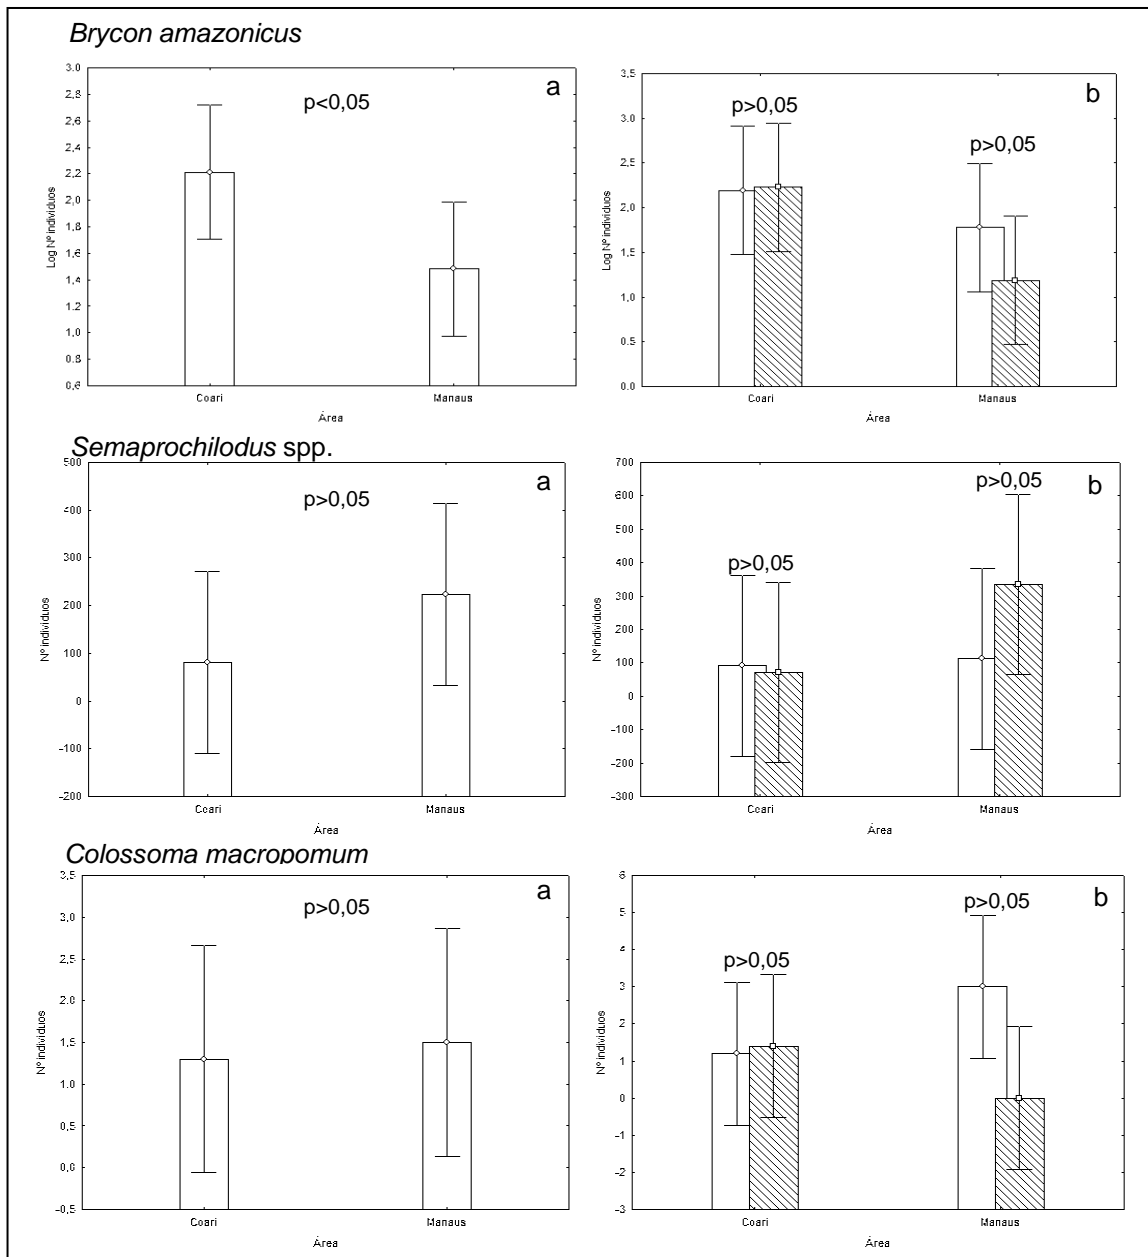 Brycon amazonicus
a
p<0,05
3,0
2,8
2,6
2,4
2,2
2,0
1,8
1,6
1,4
1,2
1,0
0,8
0,6
Log Nº individuos
Coari
Manaus
Área
b
p>0,05
p>0,05
3,5
3,0
2,5
2,0
1,5
1,0
0,5
0,0
Log Nº individuos
Coari
Manaus
Área
Semaprochilodus spp.
a
p>0,05
500
400
300
200
100
0
-100
-200
Nº individuos
Coari
Manaus
Área
b
p>0,05
p>0,05
700
600
500
400
300
200
100
0
-100
-200
-300
Nº individuos
Coari
Manaus
Área
Colossoma macropomum
a
p>0,05
3,5
3,0
2,5
2,0
1,5
1,0
0,5
0,0
-0,5
Nº individuos
Coari
Manaus
Área
b
p>0,05
p>0,05
6
5
4
3
2
1
0
-1
-2
-3
Nº individuos
Coari
Manaus
Área